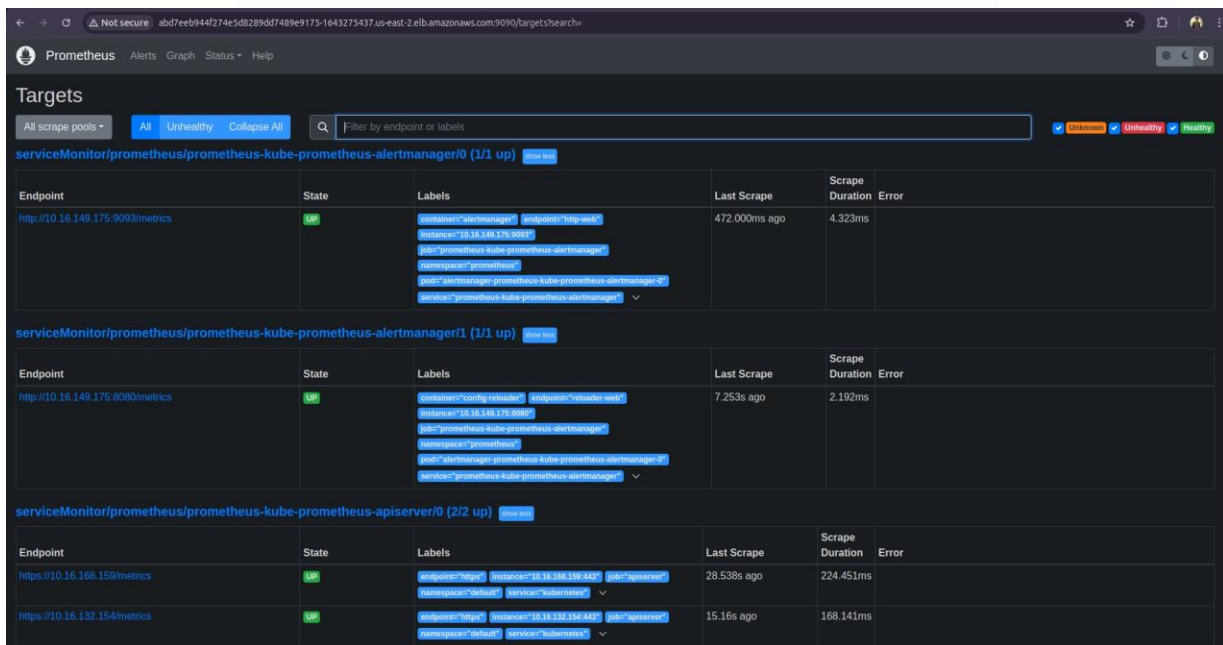 Not secure abd7eeb944f274e5d8289dd7489e9175-1643275437.us-east-2.elb.amazonaws.com:9090/targets?search=
Prometheus Alerts Graph Status Help
Targets
All scrape pools All Unhealthy Collapse All Filter by endpoint or labels Unknown Unhealthy Healthy
serviceMonitor/prometheus/prometheus-kube-prometheus-alertmanager/0 (1/1 up) show less
Endpoint State Labels Last Scrape Scrape Duration Error
http://10.16.149.175:9093/metrics UP container="alertmanager" endpoint="http-web" 472.000ms ago 4.323ms
instance="10.16.149.175:9093"
job="prometheus-kube-prometheus-alertmanager"
namespace="prometheus"
pod="alertmanager-prometheus-kube-prometheus-alertmanager-0"
service="prometheus-kube-prometheus-alertmanager"
serviceMonitor/prometheus/prometheus-kube-prometheus-alertmanager/1 (1/1 up) show less
Endpoint State Labels Last Scrape Scrape Duration Error
http://10.16.149.175:8080/metrics UP container="config-reloader" endpoint="reloader-web" 7.253s ago 2.192ms
instance="10.16.149.175:8080"
job="prometheus-kube-prometheus-alertmanager"
namespace="prometheus"
pod="alertmanager-prometheus-kube-prometheus-alertmanager-0"
service="prometheus-kube-prometheus-alertmanager"
serviceMonitor/prometheus/prometheus-kube-prometheus-apiserver/0 (2/2 up) show less
Endpoint State Labels Last Scrape Scrape Duration Error
https://10.16.168.159/metrics UP endpoint="https" instance="10.16.168.159:443" job="apiserver" 28.538s ago 224.451ms
namespace="default" service="kubernetes"
https://10.16.132.154/metrics UP endpoint="https" instance="10.16.132.154:443" job="apiserver" 15.16s ago 168.141ms
namespace="default" service="kubernetes"